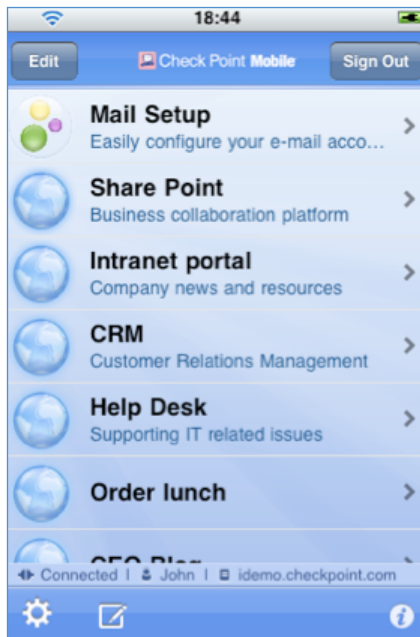 18:44
Edit
Check Point Mobile
Sign Out
Mail Setup
Easily configure your e-mail acco...
Share Point
Business collaboration platform
Intranet portal
Company news and resources
CRM
Customer Relations Management
Help Desk
Supporting IT related issues
Order lunch
CEO Blog
Connected | John | idemo.checkpoint.com